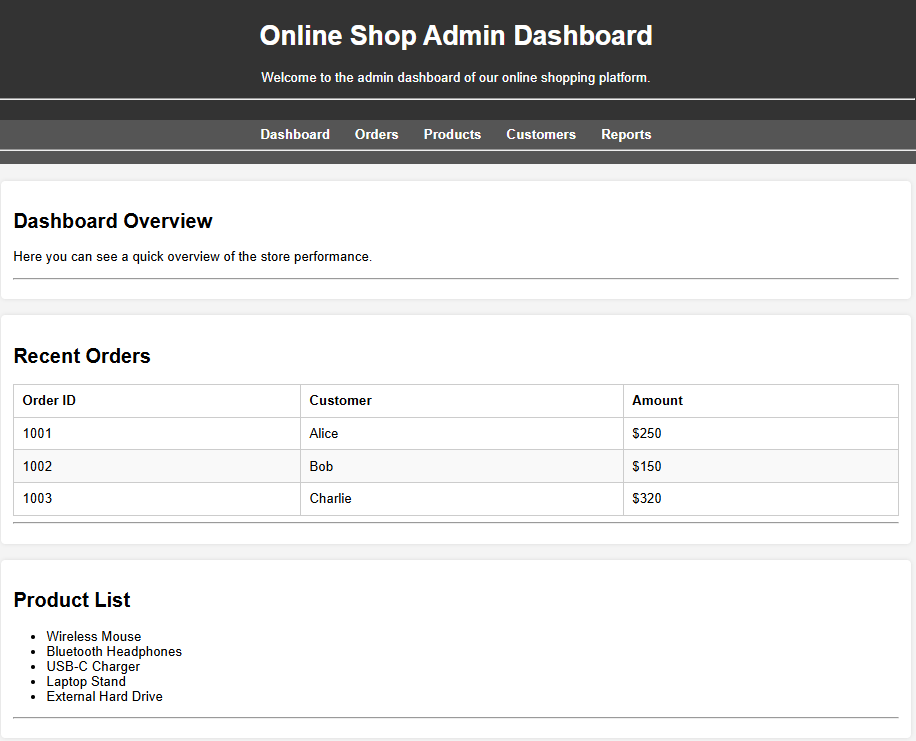 Online Shop Admin Dashboard
Welcome to the admin dashboard of our online shopping platform.
Dashboard Orders Products Customers Reports
Dashboard Overview
Here you can see a quick overview of the store performance.
Recent Orders
Order ID Customer Amount
1001 Alice $250
1002 Bob $150
1003 Charlie $320
Product List
Wireless Mouse
Bluetooth Headphones
USB-C Charger
Laptop Stand
External Hard Drive